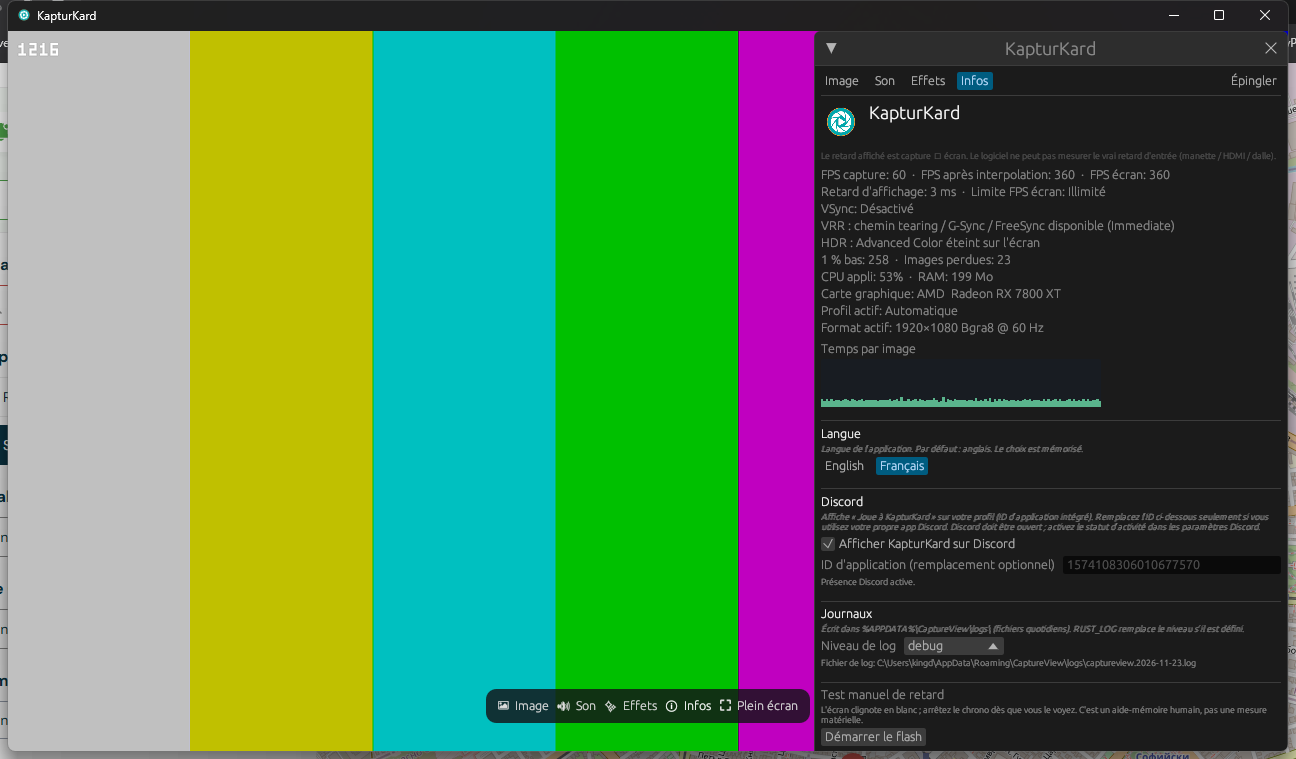 KapturKard
1216
KapturKard
Image Son Effets Infos Épingler
KapturKard
Le retard affiché est capture □ écran. Le logiciel ne peut pas mesurer le vrai retard d'entrée (manette / HDMI / dalle).
FPS capture: 60 · FPS après interpolation: 360 · FPS écran: 360
Retard d'affichage: 3 ms · Limite FPS écran: Illimité
VSync: Désactivé
VRR : chemin tearing / G-Sync / FreeSync disponible (Immediate)
HDR : Advanced Color éteint sur l'écran
1 % bas: 258 · Images perdues: 23
CPU appli: 53% · RAM: 199 Mo
Carte graphique: AMD Radeon RX 7800 XT
Profil actif: Automatique
Format actif: 1920×1080 Bgra8 @ 60 Hz
Temps par image
Langue
Langue de l'application. Par défaut : anglais. Le choix est mémorisé.
English Français
Discord
Affiche « Joue à KapturKard » sur votre profil (ID d'application intégré). Remplacez l'ID ci-dessous seulement si vous
utilisez votre propre app Discord. Discord doit être ouvert ; activez le statut d'activité dans les paramètres Discord.
Afficher KapturKard sur Discord
ID d'application (remplacement optionnel) 1574108306010677570
Présence Discord active.
Journaux
Écrit dans %APPDATA%\CaptureView\logs\ (fichiers quotidiens). RUST_LOG remplace le niveau s'il est défini.
Niveau de log debug
Fichier de log: C:\Users\kingd\AppData\Roaming\CaptureView\logs\captureview.2026-11-23.log
Test manuel de retard
L'écran clignote en blanc ; arrêtez le chrono dès que vous le voyez. C'est un aide-mémoire humain, pas une mesure
matérielle.
Démarrer le flash
Image Son Effets Infos Plein écran